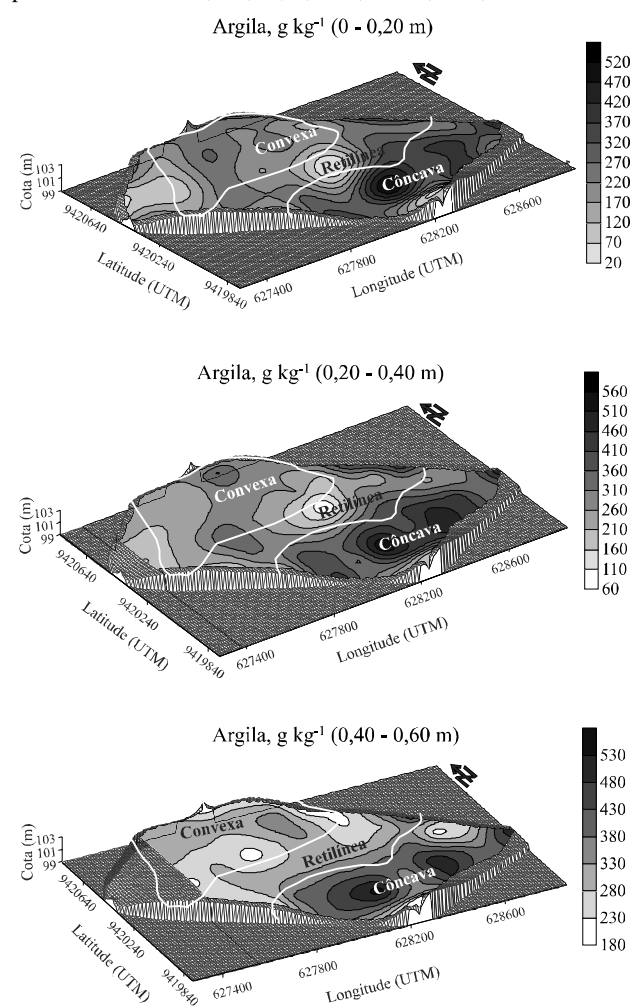 Argila, g kg-1 (0 - 0,20 m)
N
Convexa
Retilínea
Côncava
Cota (m)
103
101
99
9420640
9420240
9419840
Latitude (UTM)
627400
627800
628200
628600
Longitude (UTM)
520
470
420
370
320
270
220
170
120
70
20
Argila, g kg-1 (0,20 - 0,40 m)
N
Convexa
Retilínea
Côncava
Cota (m)
103
101
99
9420640
9420240
9419840
Latitude (UTM)
627400
627800
628200
628600
Longitude (UTM)
560
510
460
410
360
310
260
210
160
110
60
Argila, g kg-1 (0,40 - 0,60 m)
N
Convexa
Retilínea
Côncava
Cota (m)
103
101
99
9420640
9420240
9419840
Latitude (UTM)
627400
627800
628200
628600
Longitude (UTM)
530
480
430
380
330
280
230
180